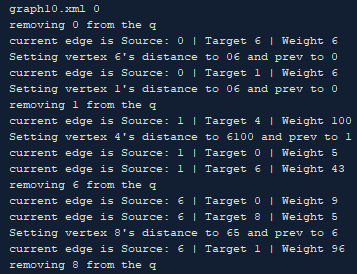 graph10.xml 0
removing 0 from the q
current edge is Source: 0 | Target 6 | Weight 6
Setting vertex 6's distance to 06 and prev to 0
current edge is Source: 0 | Target 1 | Weight 6
Setting vertex 1's distance to 06 and prev to 0
removing 1 from the q
current edge is Source: 1 | Target 4 | Weight 100
Setting vertex 4's distance to 6100 and prev to 1
current edge is Source: 1 | Target 0 | Weight 5
current edge is Source: 1 | Target 6 | Weight 43
removing 6 from the q
current edge is Source: 6 | Target 0 | Weight 9
current edge is Source: 6 | Target 8 | Weight 5
Setting vertex 8's distance to 65 and prev to 6
current edge is Source: 6 | Target 1 | Weight 96
removing 8 from the q